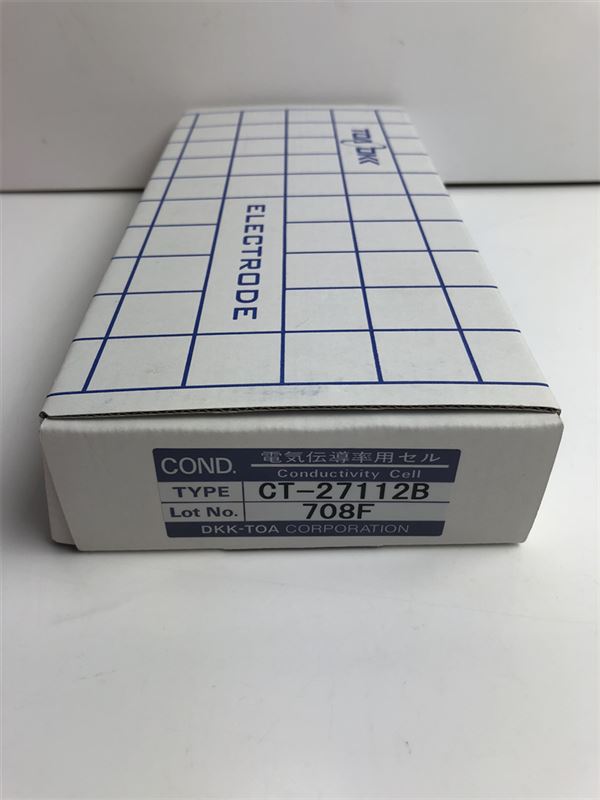 TOA DKK
ELECTRODE
COND. 電気伝導率用セル
Conductivity Cell
TYPE CT-27112B
Lot No. 708F
DKK-TOA CORPORATION